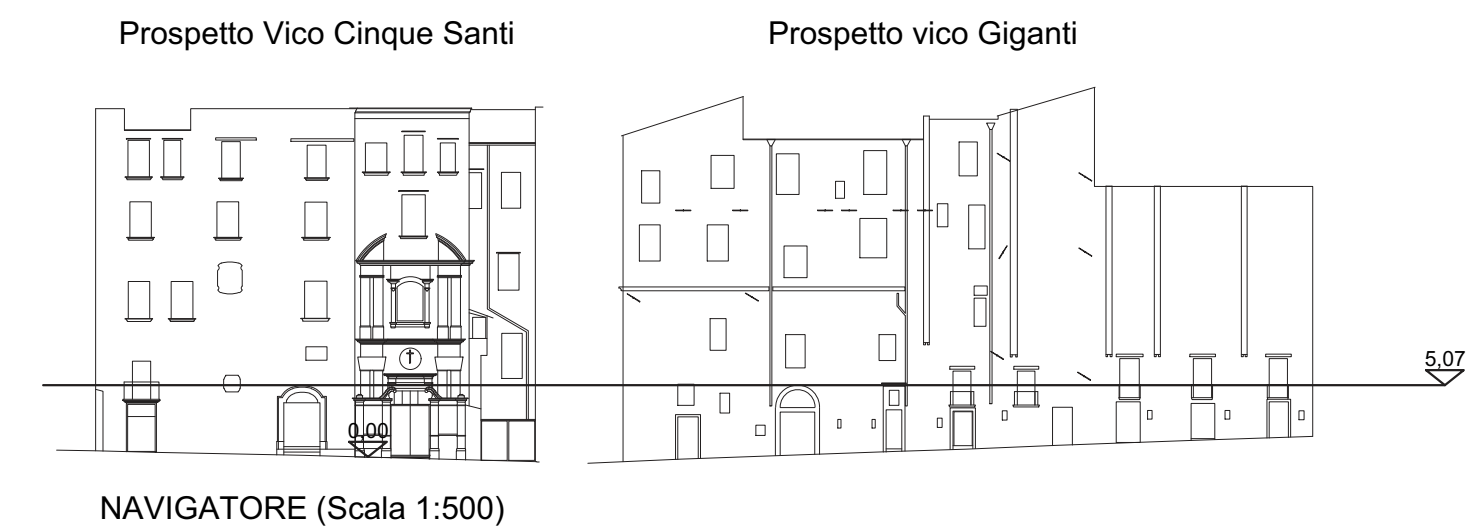 Prospetto Vico Cinque Santi
Prospetto vico Giganti
5,07
0,00
NAVIGATORE (Scala 1:500)